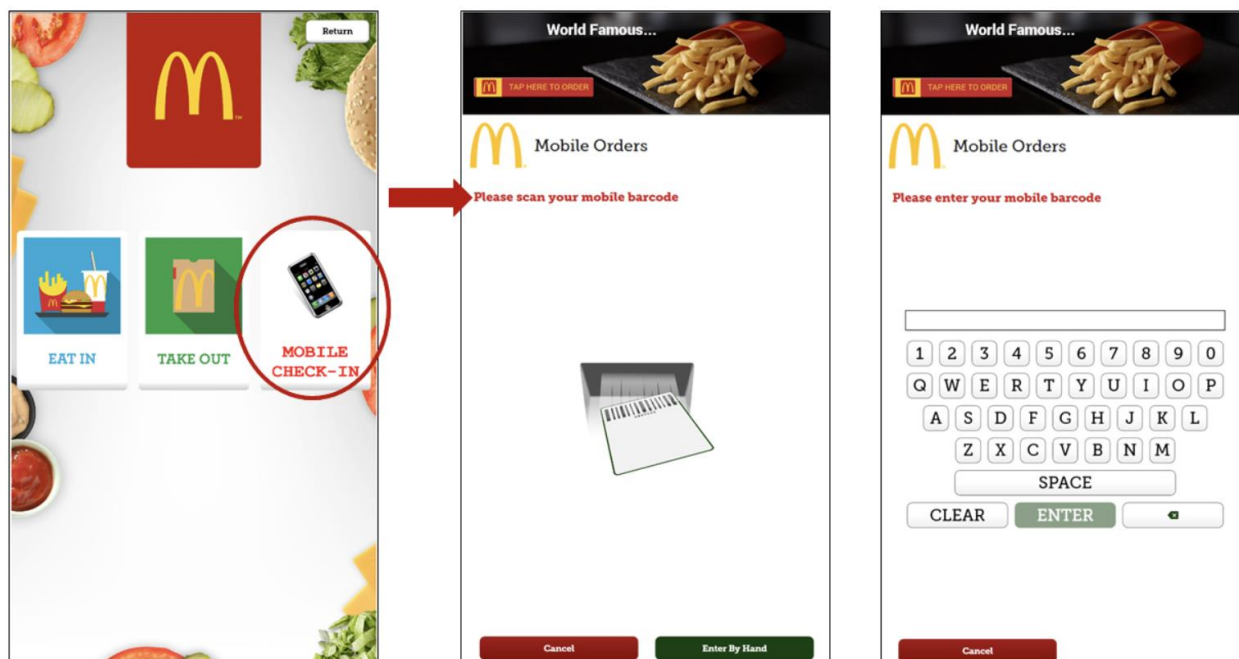 Return
EAT IN
TAKE OUT
MOBILE
CHECK-IN
World Famous...
TAP HERE TO ORDER
Mobile Orders
Please scan your mobile barcode
Cancel
Enter By Hand
World Famous...
TAP HERE TO ORDER
Mobile Orders
Please enter your mobile barcode
1 2 3 4 5 6 7 8 9 0
Q W E R T Y U I O P
A S D F G H J K L
Z X C V B N M
SPACE
CLEAR ENTER
Cancel